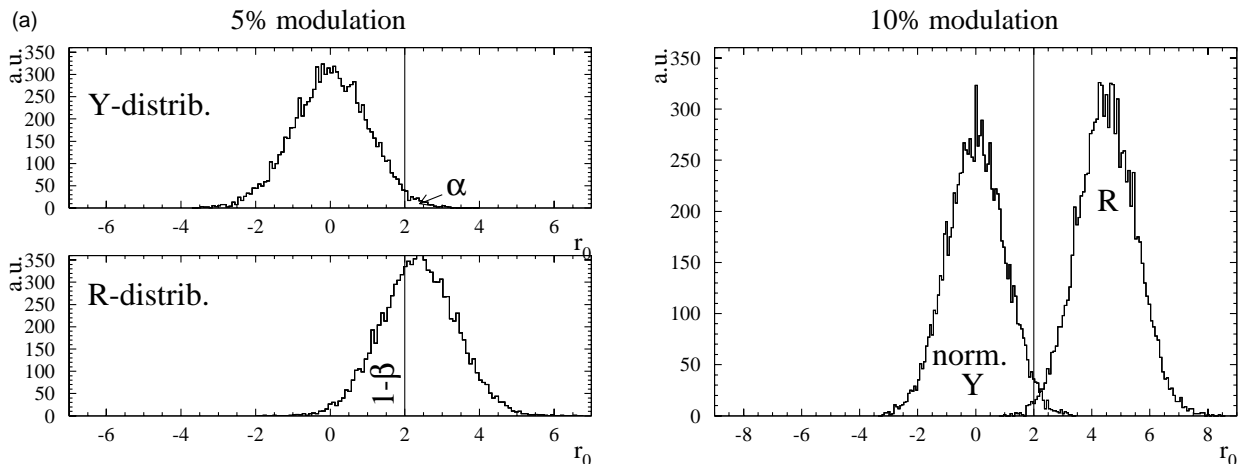 (a)
5% modulation
a.u.
350
300
250
200
150
100
50
0
Y-distrib.
α
-6 -4 -2 0 2 4 6
r0
a.u.
350
300
250
200
150
100
50
0
R-distrib.
1-β
-6 -4 -2 0 2 4 6
r0
10% modulation
a.u.
350
300
250
200
150
100
50
0
R
norm.
Y
-8 -6 -4 -2 0 2 4 6 8
r0